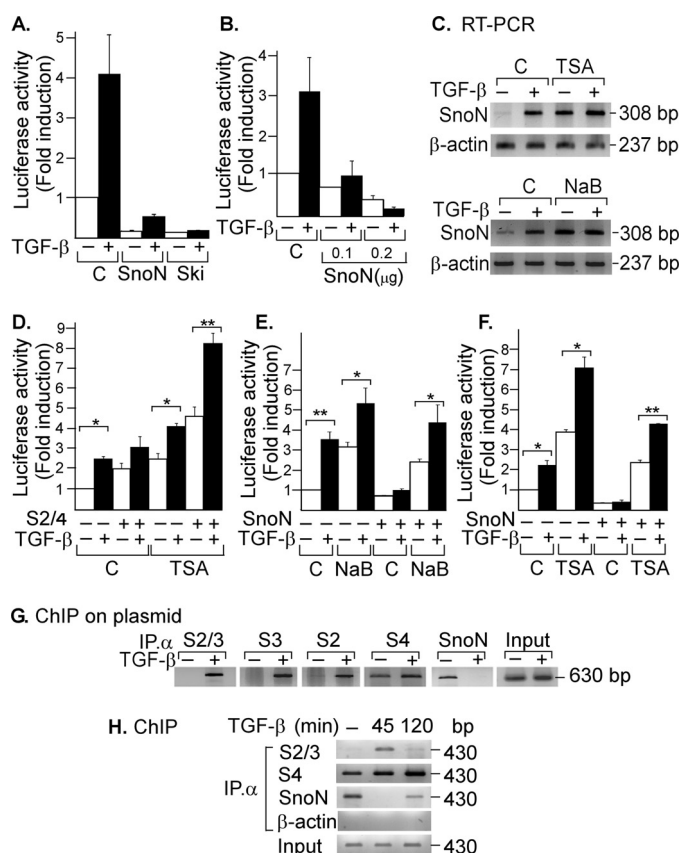 A.
Luciferase activity
(Fold induction)
5
4
3
2
1
TGF-β − + − + − +
C SnoN Ski
B.
Luciferase activity
(Fold induction)
4
3
2
1
TGF-β − + − + − +
C 0.1 0.2
SnoN(μg)
C. RT-PCR
C TSA
TGF-β − + − +
SnoN 308 bp
β-actin 237 bp
C NaB
TGF-β − + − +
SnoN 308 bp
β-actin 237 bp
D.
Luciferase activity
(Fold induction)
9
8
7
6
5
4
3
2
1
* * **
S2/4 − − + + − − + +
TGF-β − + − + − + − +
C TSA
E.
Luciferase activity
(Fold induction)
7
6
5
4
3
2
1
** * *
SnoN − − − − + + + +
TGF-β − + − + − + − +
C NaB C NaB
F.
Luciferase activity
(Fold induction)
7
6
5
4
3
2
1
* * **
SnoN − − − − + + + +
TGF-β − + − + − + − +
C TSA C TSA
G. ChIP on plasmid
IP.α S2/3 S3 S2 S4 SnoN Input
TGF-β − + − + − + − + − + − +
630 bp
H. ChIP TGF-β (min) − 45 120 bp
IP.α
S2/3 430
S4 430
SnoN 430
β-actin
Input 430